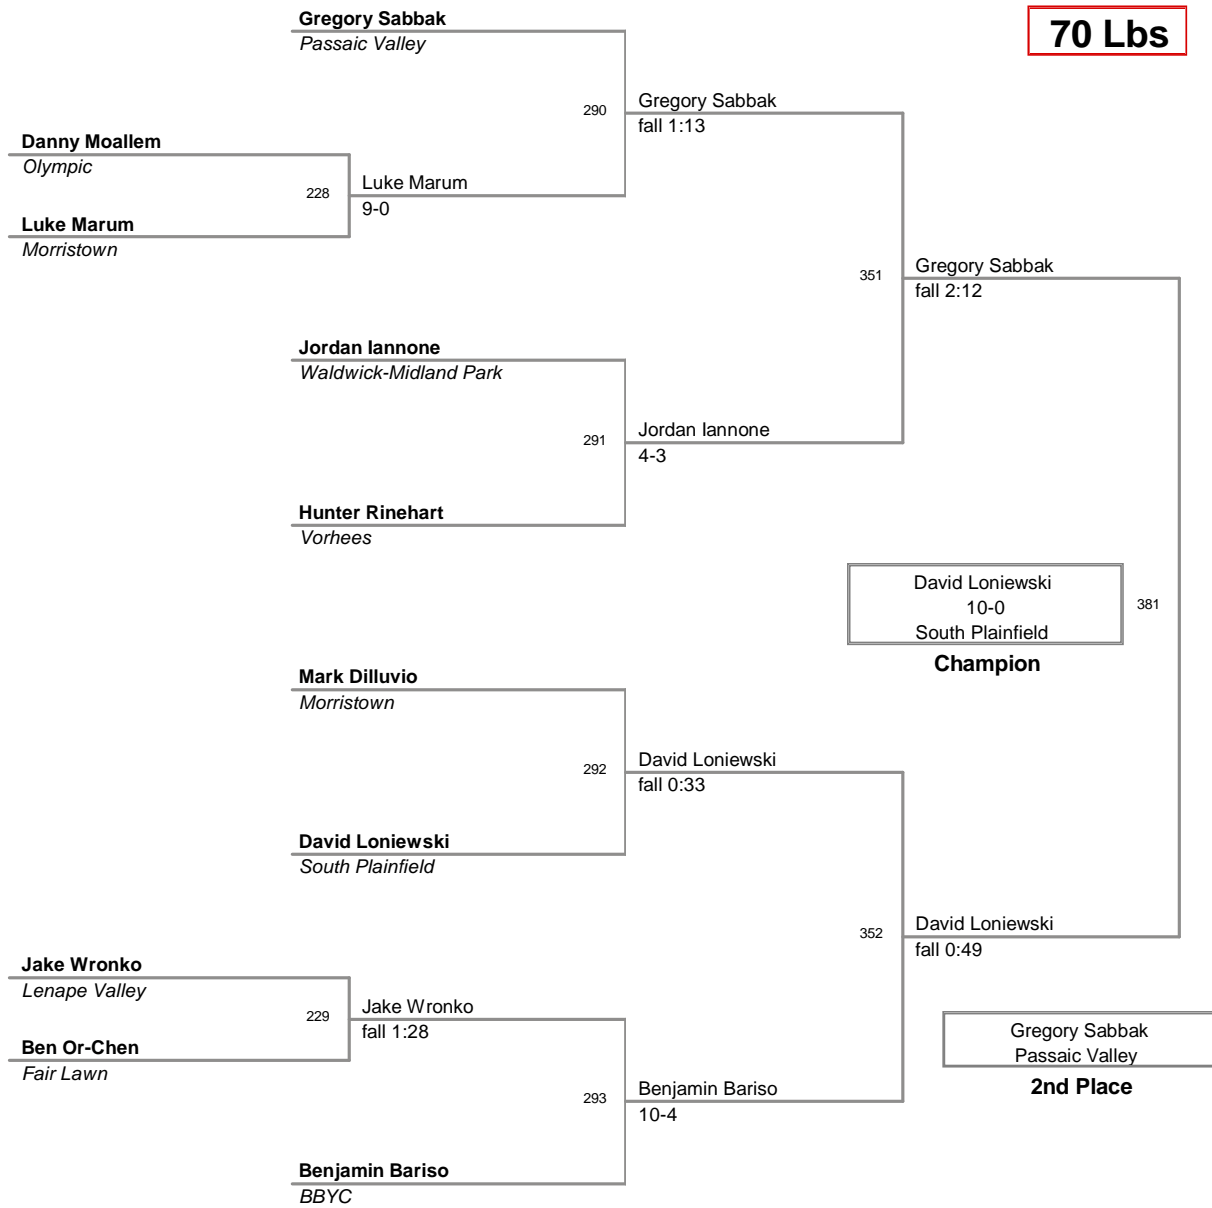 Gregory Sabbak
Passaic Valley
70 Lbs
290
Gregory Sabbak
fall 1:13
Danny Moallem
Olympic
228
Luke Marum
9-0
Luke Marum
Morristown
351
Gregory Sabbak
fall 2:12
Jordan Iannone
Waldwick-Midland Park
291
Jordan Iannone
4-3
Hunter Rinehart
Vorhees
David Loniewski
10-0
South Plainfield
381
Champion
Mark Dilluvio
Morristown
292
David Loniewski
fall 0:33
David Loniewski
South Plainfield
352
David Loniewski
fall 0:49
Jake Wronko
Lenape Valley
229
Jake Wronko
fall 1:28
Ben Or-Chen
Fair Lawn
Gregory Sabbak
Passaic Valley
2nd Place
293
Benjamin Bariso
10-4
Benjamin Bariso
BBYC